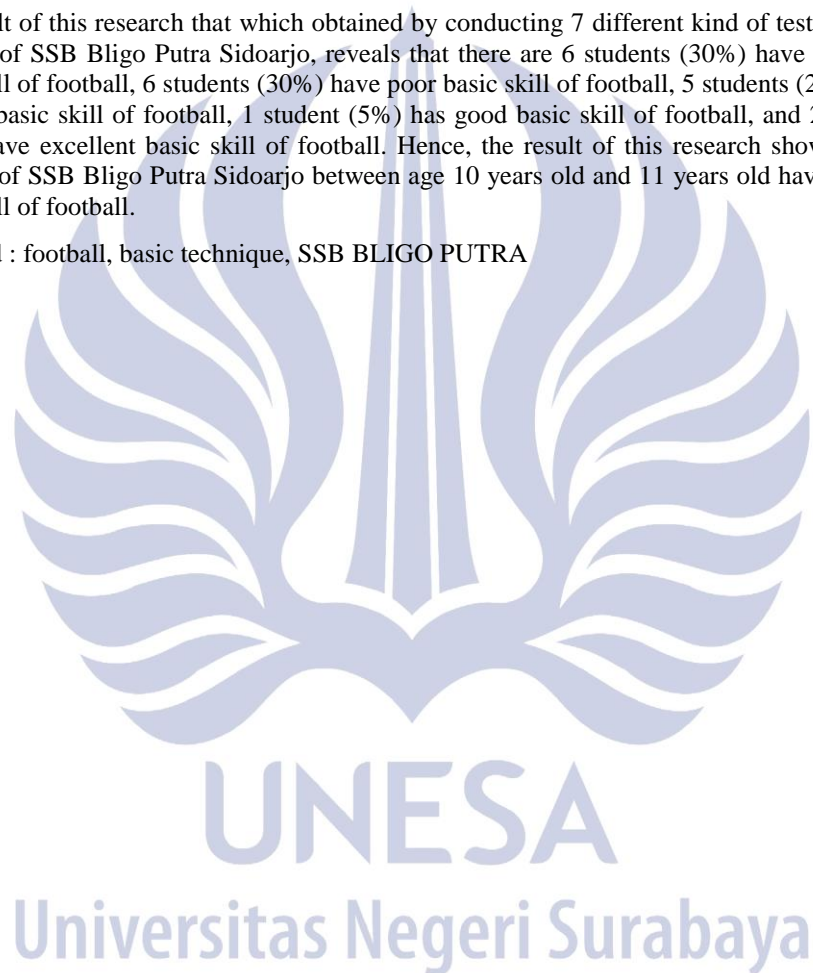 lt of this research that which obtained by conducting 7 different kind of test
of SSB Bligo Putra Sidoarjo, reveals that there are 6 students (30%) have
ll of football, 6 students (30%) have poor basic skill of football, 5 students (2
basic skill of football, 1 student (5%) has good basic skill of football, and 2
ave excellent basic skill of football. Hence, the result of this research show
of SSB Bligo Putra Sidoarjo between age 10 years old and 11 years old hav
ll of football.
: football, basic technique, SSB BLIGO PUTRA
UNESA
Universitas Negeri Surabaya